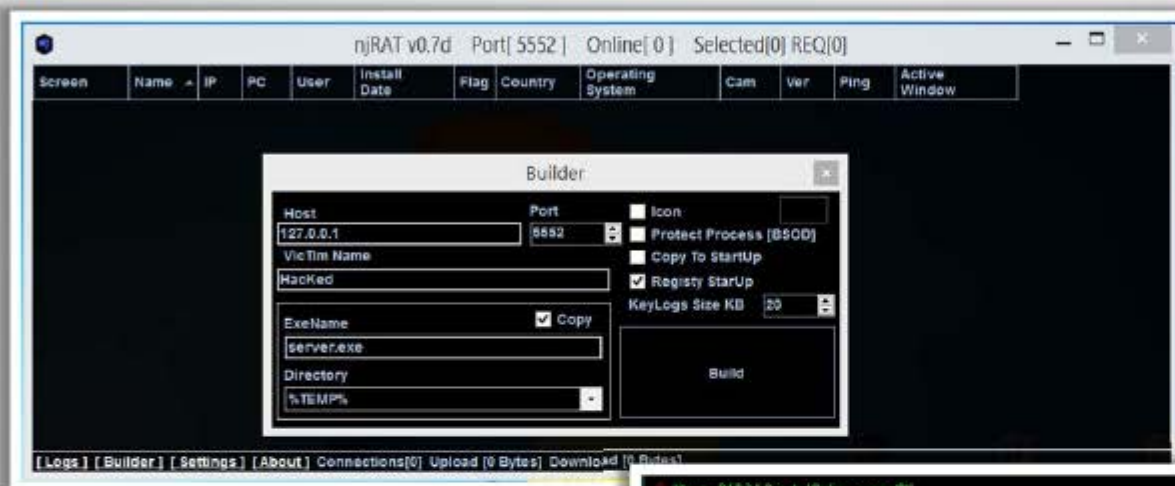 njRAT v0.7d Port[ 5552 ] Online[ 0 ] Selected[0] REQ[0]
Screen Name IP PC User Install Date Flag Country Operating System Cam Ver Ping Active Window
Builder
Host Port
127.0.0.1 5552
VicTim Name
HacKed
ExeName Copy
server.exe
Directory
%TEMP%
Icon
Protect Process [BSOD]
Copy To StartUp
Registy StarUp
KeyLogs Size KB 20
Build
[ Logs ] [ Builder ] [ Settings ] [ About ] Connections[0] Upload [0 Bytes] Download [0 Bytes]